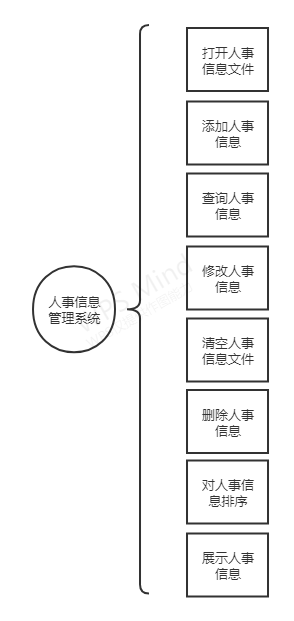 打开人事
信息文件
添加人事
信息
查询人事
信息
修改人事
信息
人事信息
管理系统
清空人事
信息文件
删除人事
信息
对人事信
息排序
展示人事
信息
WPS Mind